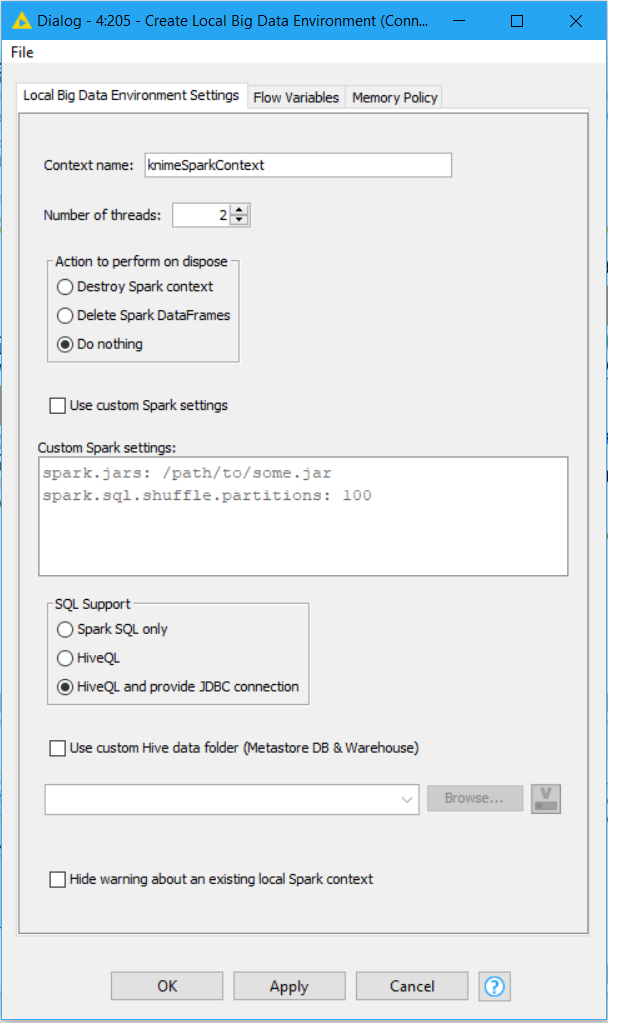 Dialog - 4:205 - Create Local Big Data Environment (Conn...
File
Local Big Data Environment Settings Flow Variables Memory Policy
Context name: knimeSparkContext
Number of threads: 2
Action to perform on dispose
Destroy Spark context
Delete Spark DataFrames
Do nothing
Use custom Spark settings
Custom Spark settings:
spark.jars: /path/to/some.jar
spark.sql.shuffle.partitions: 100
SQL Support
Spark SQL only
HiveQL
HiveQL and provide JDBC connection
Use custom Hive data folder (Metastore DB & Warehouse)
Browse... V
Hide warning about an existing local Spark context
OK Apply Cancel ?